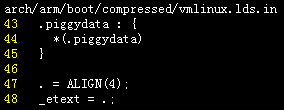 arch/arm/boot/compressed/vmlinux.lds.in
43 .piggydata : {
44 *(.piggydata)
45 }
46
47 . = ALIGN(4);
48 _etext = .;